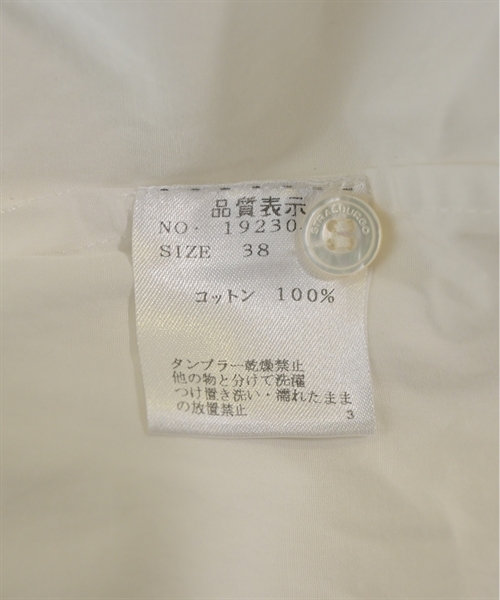 品質表示
NO. 19230
SIZE 38
コットン 100%
タンブラー乾燥禁止
他の物と分けて洗濯
つけ置き洗い・濡れたまま
の放置禁止
3